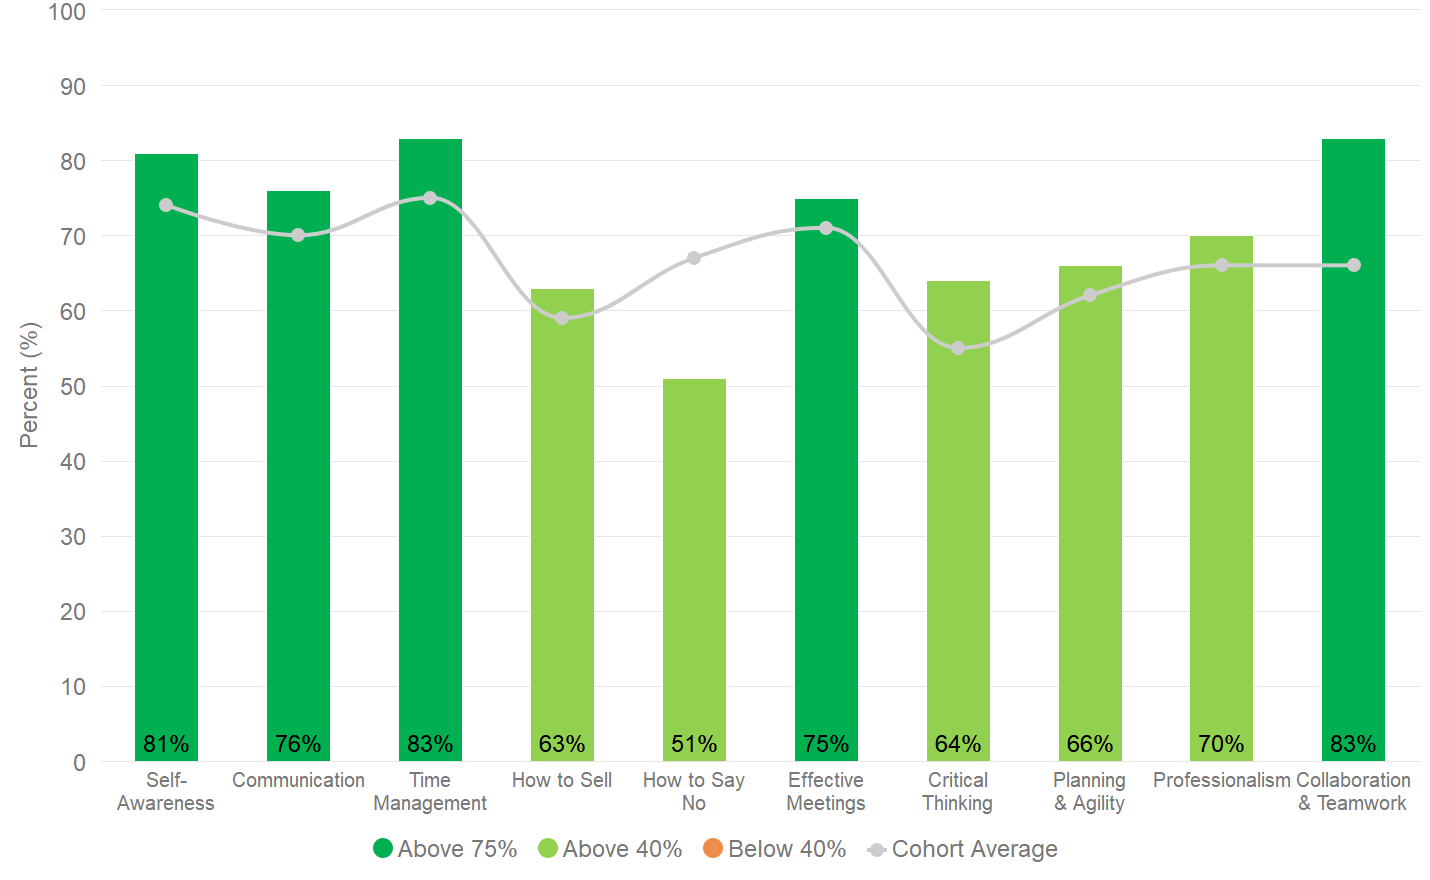 100
90
80
70
60
50
40
30
20
10
0
Percent (%)
81%
76%
83%
63%
51%
75%
64%
66%
70%
83%
Self-
Awareness
Communication
Time
Management
How to Sell
How to Say
No
Effective
Meetings
Critical
Thinking
Planning
& Agility
Professionalism
Collaboration
& Teamwork
Above 75%
Above 40%
Below 40%
Cohort Average